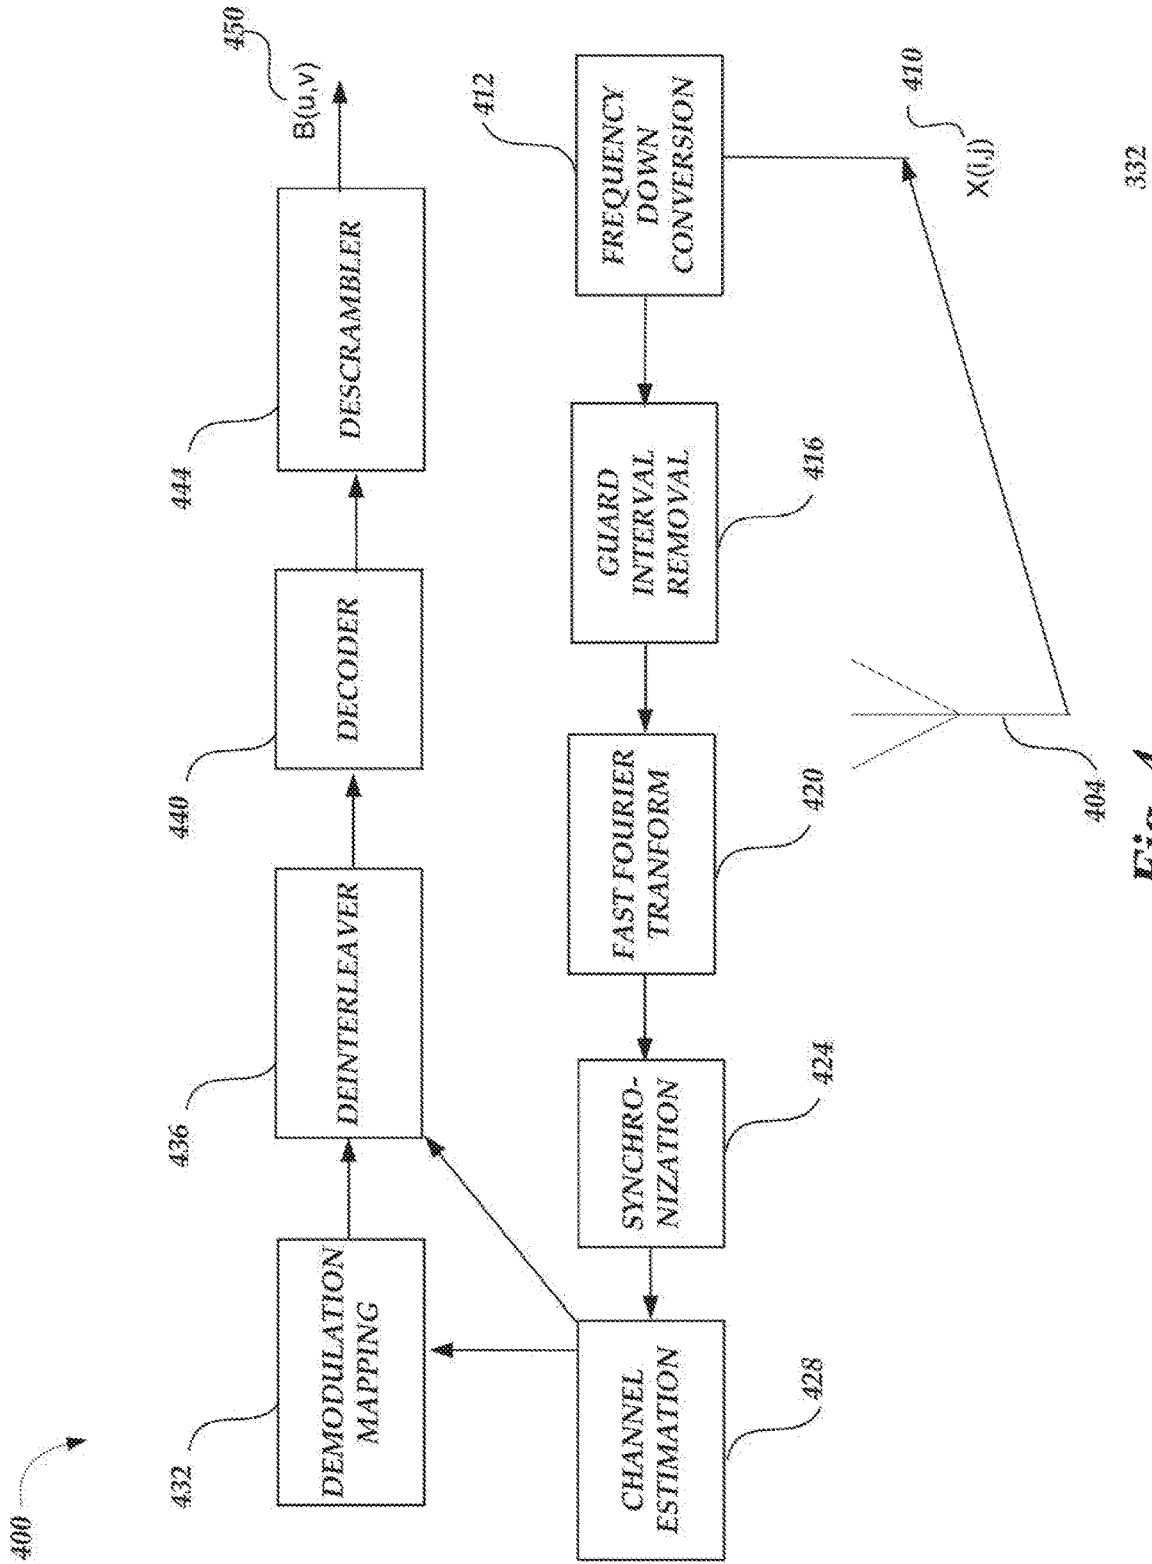 400
432
DEMODULATION
MAPPING
436
DEINTERLEAVER
440
DECODER
444
DESCRAMBLER
450
B(u,v)
CHANNEL
ESTIMATION
428
SYNCHRO-
NIZATION
424
FAST FOURIER
TRANFORM
420
GUARD
INTERVAL
REMOVAL
416
412
FREQUENCY
DOWN
CONVERSION
404
X(i,j)
410
332